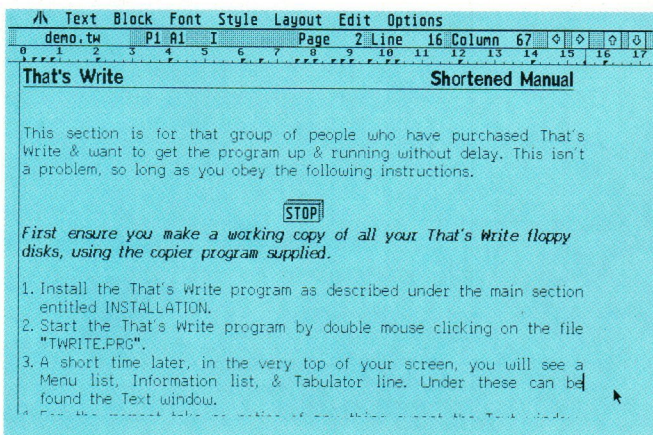 Text Block Font Style Layout Edit Options
demo.tw P1 A1 I Page 2 Line 16 Column 67
0 1 2 3 4 5 6 7 8 9 10 11 12 13 14 15 16 17
That's Write Shortened Manual
This section is for that group of people who have purchased That's
Write & want to get the program up & running without delay. This isn't
a problem, so long as you obey the following instructions.
STOP
First ensure you make a working copy of all your That's Write floppy
disks, using the copier program supplied.
1. Install the That's Write program as described under the main section
entitled INSTALLATION.
2. Start the That's Write program by double mouse clicking on the file
"TWRITE.PRG".
3. A short time later, in the very top of your screen, you will see a
Menu list, Information list, & Tabulator line. Under these can be
found the Text window.